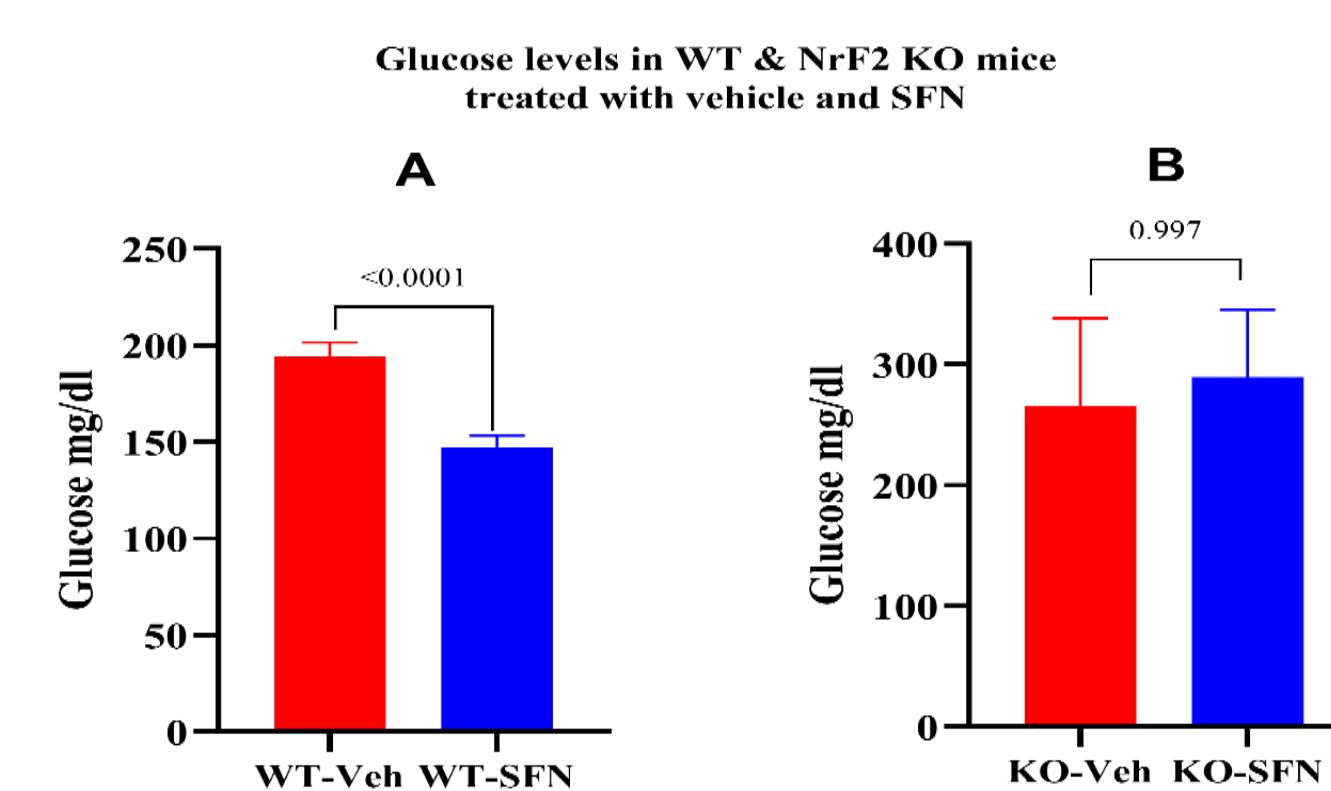 Glucose levels in WT & NrF2 KO mice
treated with vehicle and SFN
A
<0.0001
250
200
150
100
50
0
Glucose mg/dl
WT-Veh WT-SFN
B
0.997
400
300
200
100
0
Glucose mg/dl
KO-Veh KO-SFN